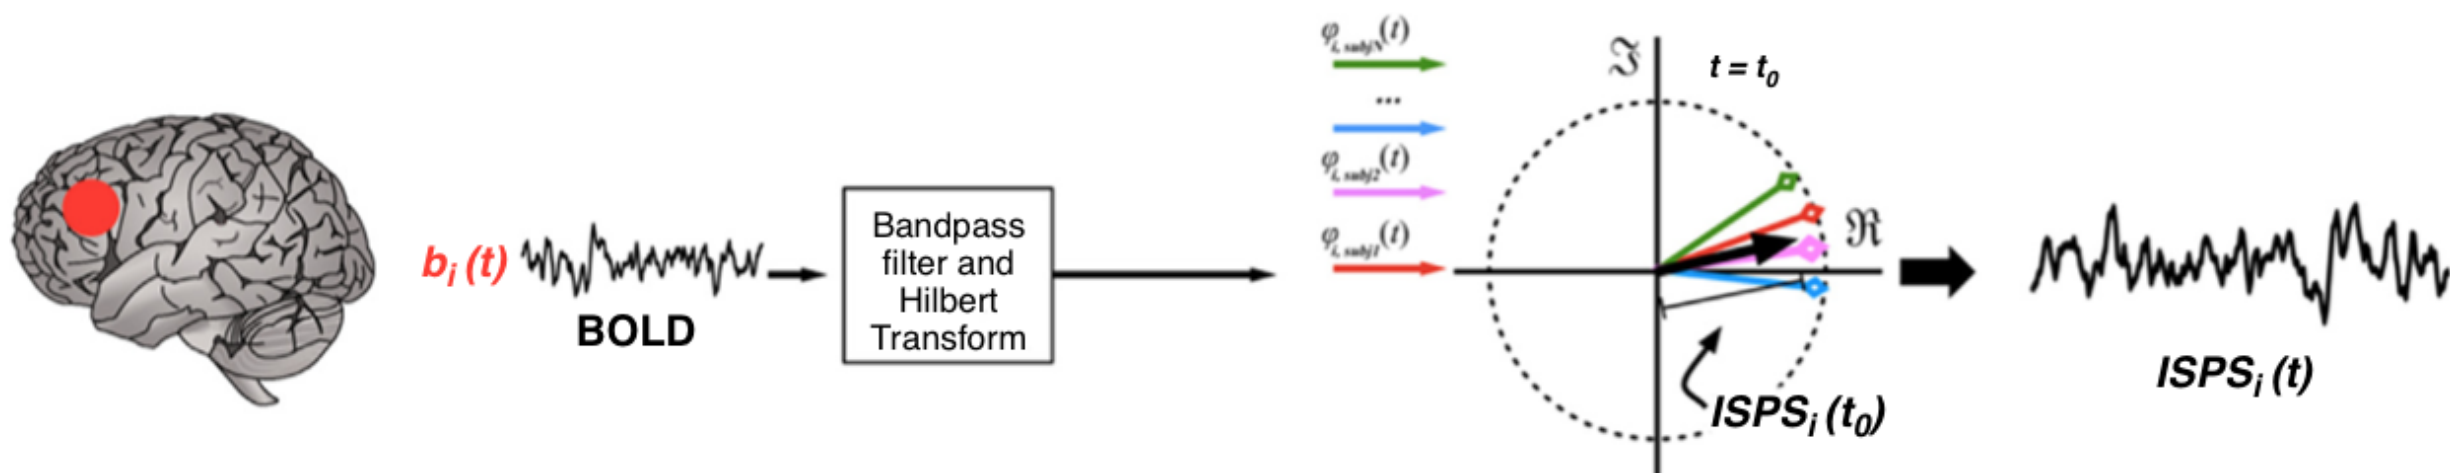 b_i (t)
BOLD
Bandpass
filter and
Hilbert
Transform
φ_i, subjN(t)
...
φ_i, subj2(t)
φ_i, subj1(t)
ℑ
t = t_0
ℜ
ISPS_i (t_0)
ISPS_i (t)